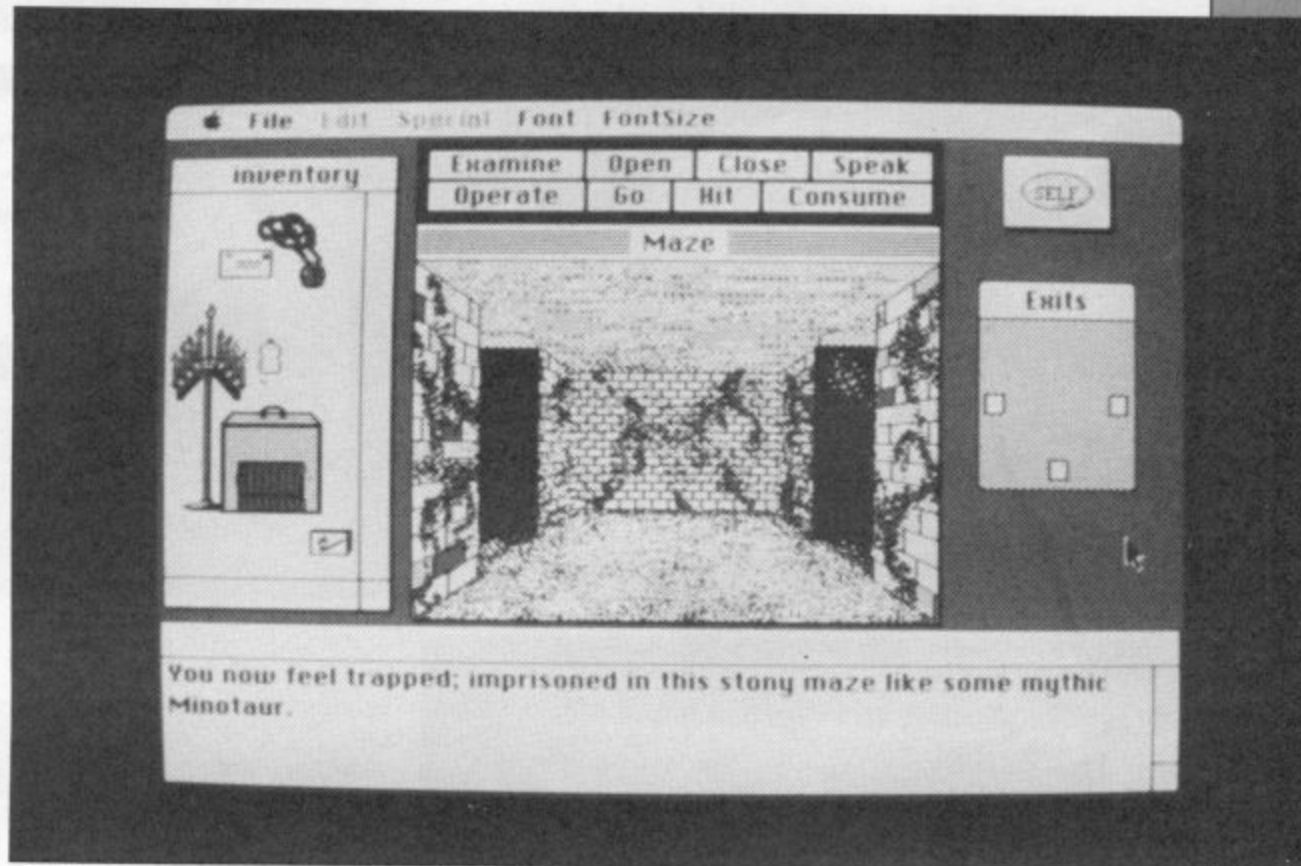 File Edit Special Font FontSize
inventory
Examine Open Close Speak
Operate Go Hit Consume
Maze
SELF
Exits
You now feel trapped; imprisoned in this stony maze like some mythic
Minotaur.